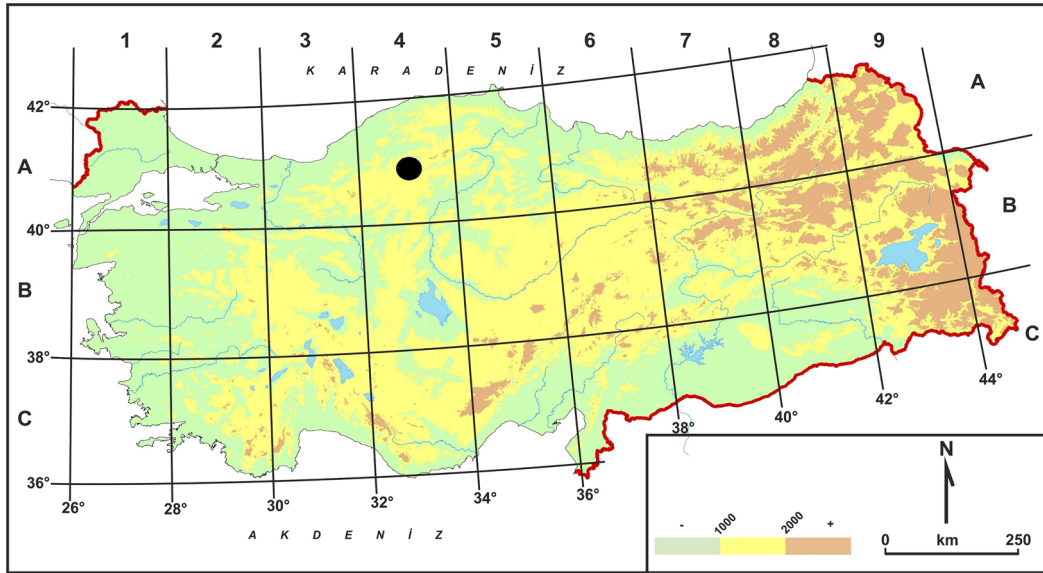 1 2 3 4 5 6 7 8 9
K A R A D E N İ Z
A
42°
A
B
40°
B
38°
C
C
44°
42°
40°
38°
36°
26° 28° 30° 32° 34° 36°
A K D E N İ Z
N
- 1000 2000 +
0 km 250